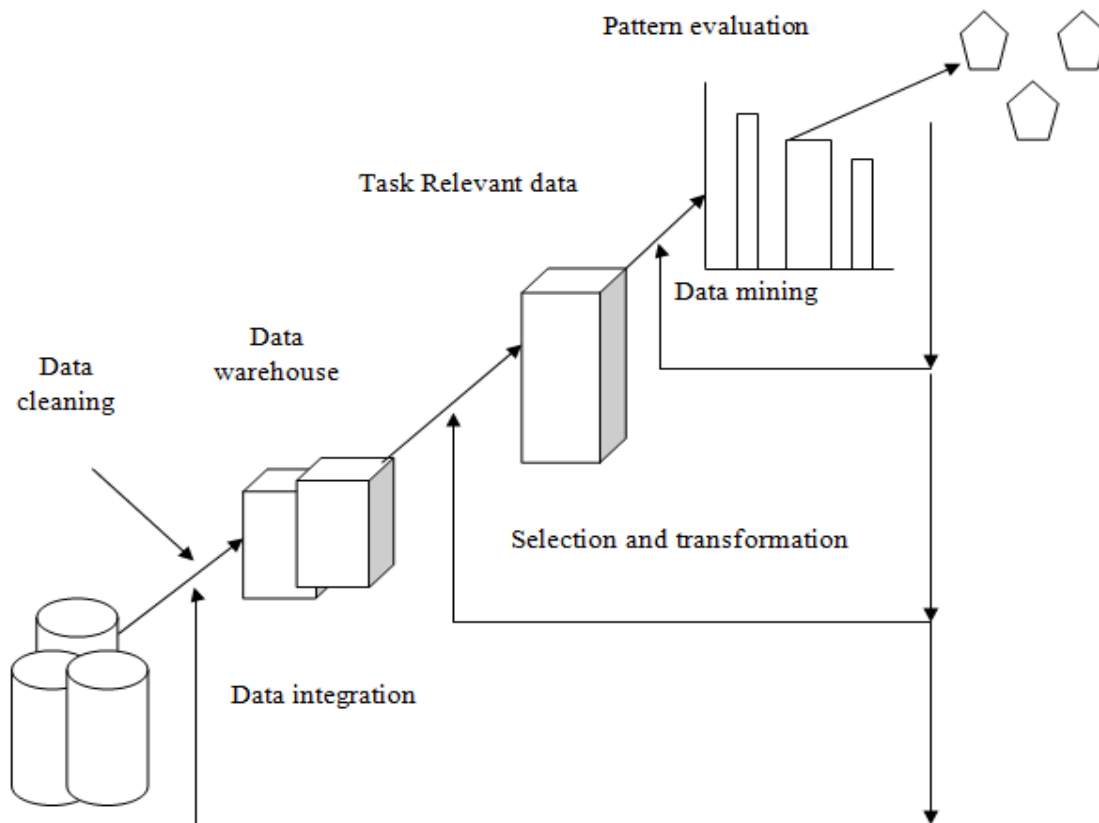 Pattern evaluation
Task Relevant data
Data mining
Data
warehouse
Data
cleaning
Selection and transformation
Data integration